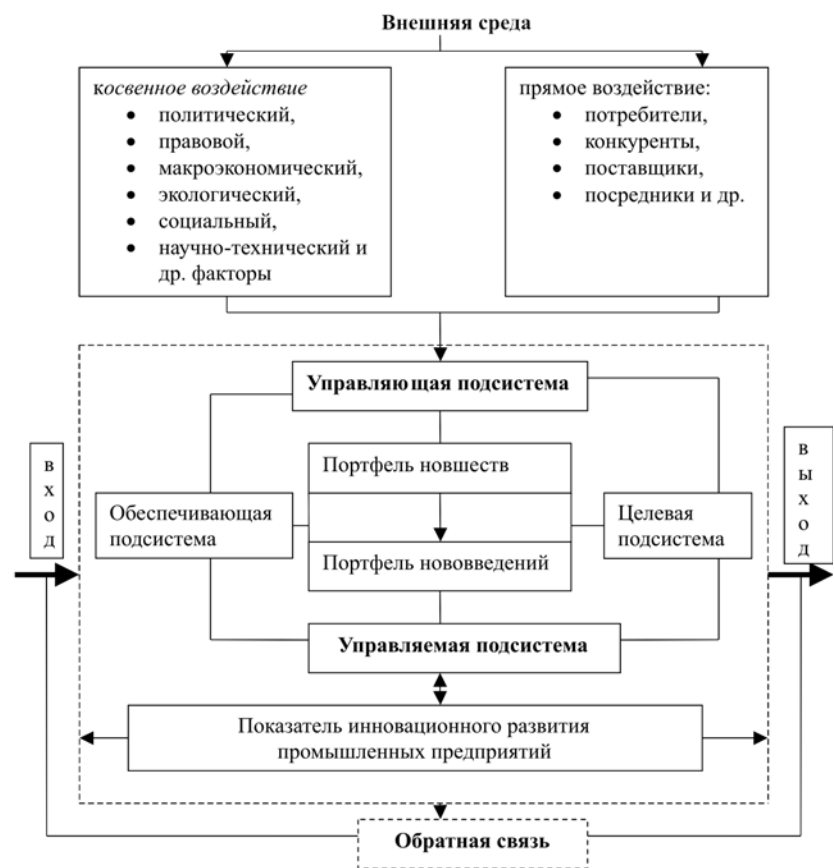 Внешняя среда
косвенное воздействие
• политический,
• правовой,
• макроэкономический,
• экологический,
• социальный,
• научно-технический и
др. факторы
прямое воздействие:
• потребители,
• конкуренты,
• поставщики,
• посредники и др.
Управляющая подсистема
вход
Портфель новшеств
выход
Обеспечивающая
подсистема
Целевая
подсистема
Портфель нововведений
Управляемая подсистема
Показатель инновационного развития
промышленных предприятий
Обратная связь